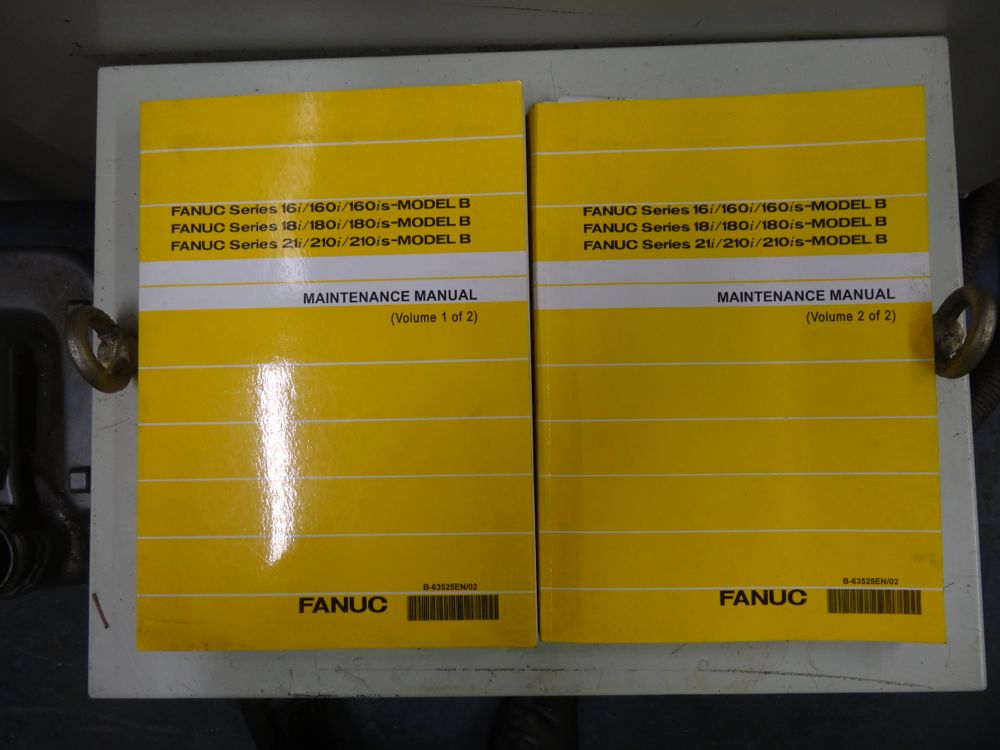 FANUC Series 16i/160i/160is-MODEL B
FANUC Series 18i/180i/180is-MODEL B
FANUC Series 21i/210i/210is-MODEL B
MAINTENANCE MANUAL
(Volume 1 of 2)
B-63525EN/02
FANUC
FANUC Series 16i/160i/160is-MODEL B
FANUC Series 18i/180i/180is-MODEL B
FANUC Series 21i/210i/210is-MODEL B
MAINTENANCE MANUAL
(Volume 2 of 2)
B-63525EN/02
FANUC